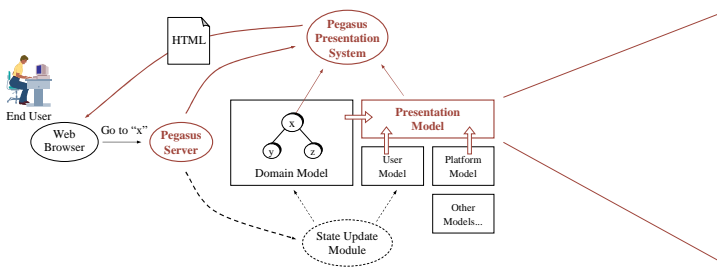 Pegasus
Presentation
System
HTML
End User
Web
Browser
Go to “x”
Pegasus
Server
x
y
z
Domain Model
Presentation
Model
User
Model
Platform
Model
Other
Models...
State Update
Module